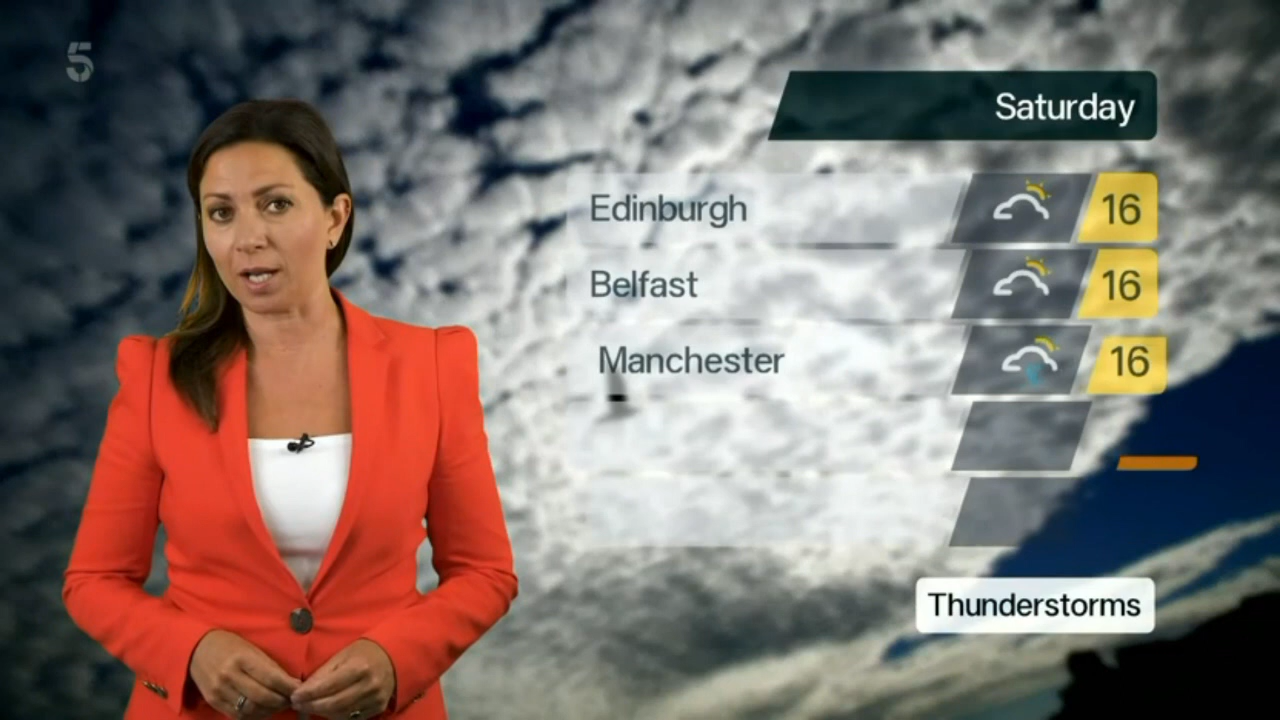 5
Saturday
Edinburgh 16
Belfast 16
Manchester 16
Thunderstorms